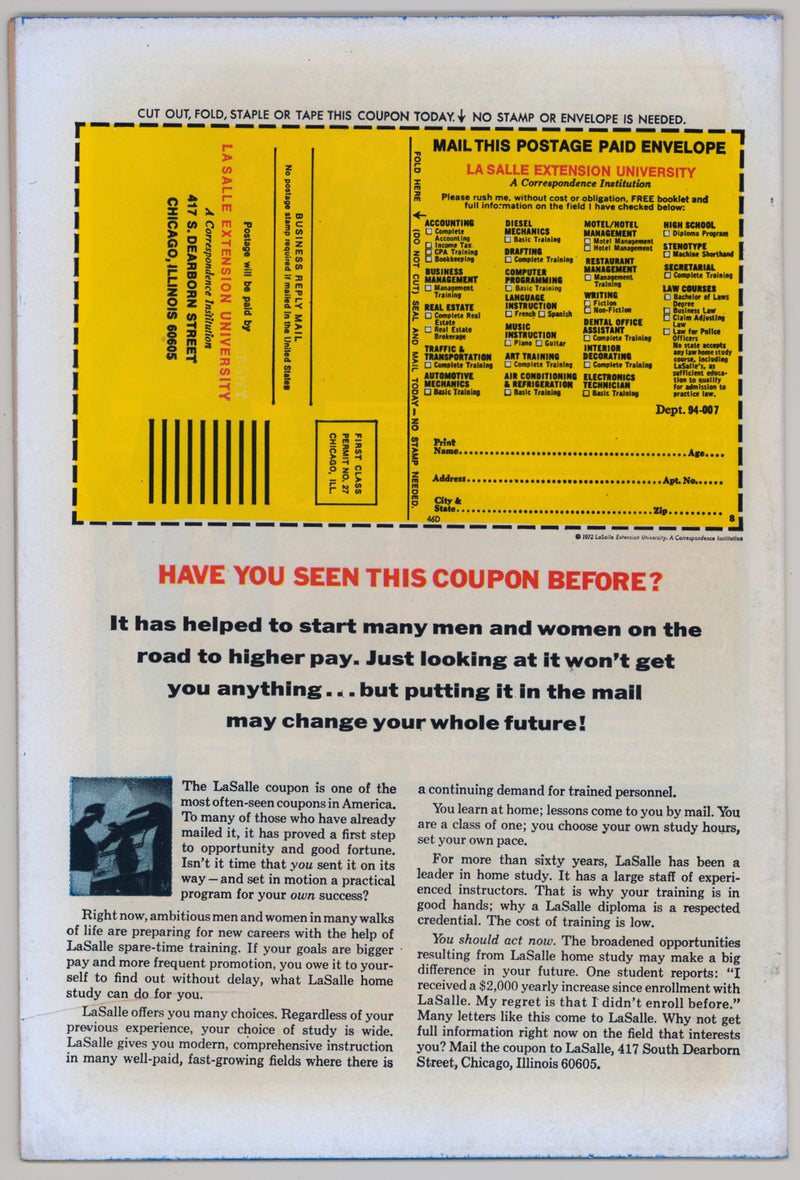 CUT OUT, FOLD, STAPLE OR TAPE THIS COUPON TODAY. ↓ NO STAMP OR ENVELOPE IS NEEDED.
Postage will be paid by
LA SALLE EXTENSION UNIVERSITY
A Correspondence Institution
417 S. DEARBORN STREET
CHICAGO, ILLINOIS 60605
BUSINESS REPLY MAIL
No postage stamp required if mailed in the United States
FIRST CLASS
PERMIT NO. 27
CHICAGO, ILL.
FOLD HERE → (DO NOT CUT) SEAL AND MAIL TODAY — NO STAMP NEEDED.
MAIL THIS POSTAGE PAID ENVELOPE
LA SALLE EXTENSION UNIVERSITY
A Correspondence Institution
Please rush me, without cost or obligation, FREE booklet and
full information on the field I have checked below:
ACCOUNTING
☐ Complete
Accounting
☐ Income Tax
☐ CPA Training
☐ Bookkeeping
BUSINESS
MANAGEMENT
☐ Management
Training
REAL ESTATE
☐ Complete Real
Estate
☐ Real Estate
Brokerage
TRAFFIC &
TRANSPORTATION
☐ Complete Training
AUTOMOTIVE
MECHANICS
☐ Basic Training
DIESEL
MECHANICS
☐ Basic Training
DRAFTING
☐ Complete Training
COMPUTER
PROGRAMMING
☐ Basic Training
LANGUAGE
INSTRUCTION
☐ French ☐ Spanish
MUSIC
INSTRUCTION
☐ Piano ☐ Guitar
ART TRAINING
☐ Complete Training
AIR CONDITIONING
& REFRIGERATION
☐ Basic Training
MOTEL/HOTEL
MANAGEMENT
☐ Motel Management
☐ Hotel Management
RESTAURANT
MANAGEMENT
☐ Management
Training
WRITING
☐ Fiction
☐ Non-Fiction
DENTAL OFFICE
ASSISTANT
☐ Complete Training
INTERIOR
DECORATING
☐ Complete Training
ELECTRONICS
TECHNICIAN
☐ Basic Training
HIGH SCHOOL
☐ Diploma Program
STENOTYPE
☐ Machine Shorthand
SECRETARIAL
☐ Complete Training
LAW COURSES
☐ Bachelor of Laws
Degree
☐ Business Law
☐ Claim Adjusting
Law
☐ Law for Police
Officers
No state accepts
any law home study
course, including
LaSalle's, as
sufficient educa-
tion to qualify
for admission to
practice law.
Dept. 94-007
Print
Name.......... Age....
Address.......... Apt. No......
City &
State.......... Zip..........
46D 8
© 1972 LaSalle Extension University, A Correspondence Institution
HAVE YOU SEEN THIS COUPON BEFORE?
It has helped to start many men and women on the
road to higher pay. Just looking at it won't get
you anything...but putting it in the mail
may change your whole future!
The LaSalle coupon is one of the
most often-seen coupons in America.
To many of those who have already
mailed it, it has proved a first step
to opportunity and good fortune.
Isn't it time that you sent it on its
way — and set in motion a practical
program for your own success?
Right now, ambitious men and women in many walks
of life are preparing for new careers with the help of
LaSalle spare-time training. If your goals are bigger
pay and more frequent promotion, you owe it to your-
self to find out without delay, what LaSalle home
study can do for you.
LaSalle offers you many choices. Regardless of your
previous experience, your choice of study is wide.
LaSalle gives you modern, comprehensive instruction
in many well-paid, fast-growing fields where there is
a continuing demand for trained personnel.
You learn at home; lessons come to you by mail. You
are a class of one; you choose your own study hours,
set your own pace.
For more than sixty years, LaSalle has been a
leader in home study. It has a large staff of experi-
enced instructors. That is why your training is in
good hands; why a LaSalle diploma is a respected
credential. The cost of training is low.
You should act now. The broadened opportunities
resulting from LaSalle home study may make a big
difference in your future. One student reports: “I
received a $2,000 yearly increase since enrollment with
LaSalle. My regret is that I didn't enroll before.”
Many letters like this come to LaSalle. Why not get
full information right now on the field that interests
you? Mail the coupon to LaSalle, 417 South Dearborn
Street, Chicago, Illinois 60605.